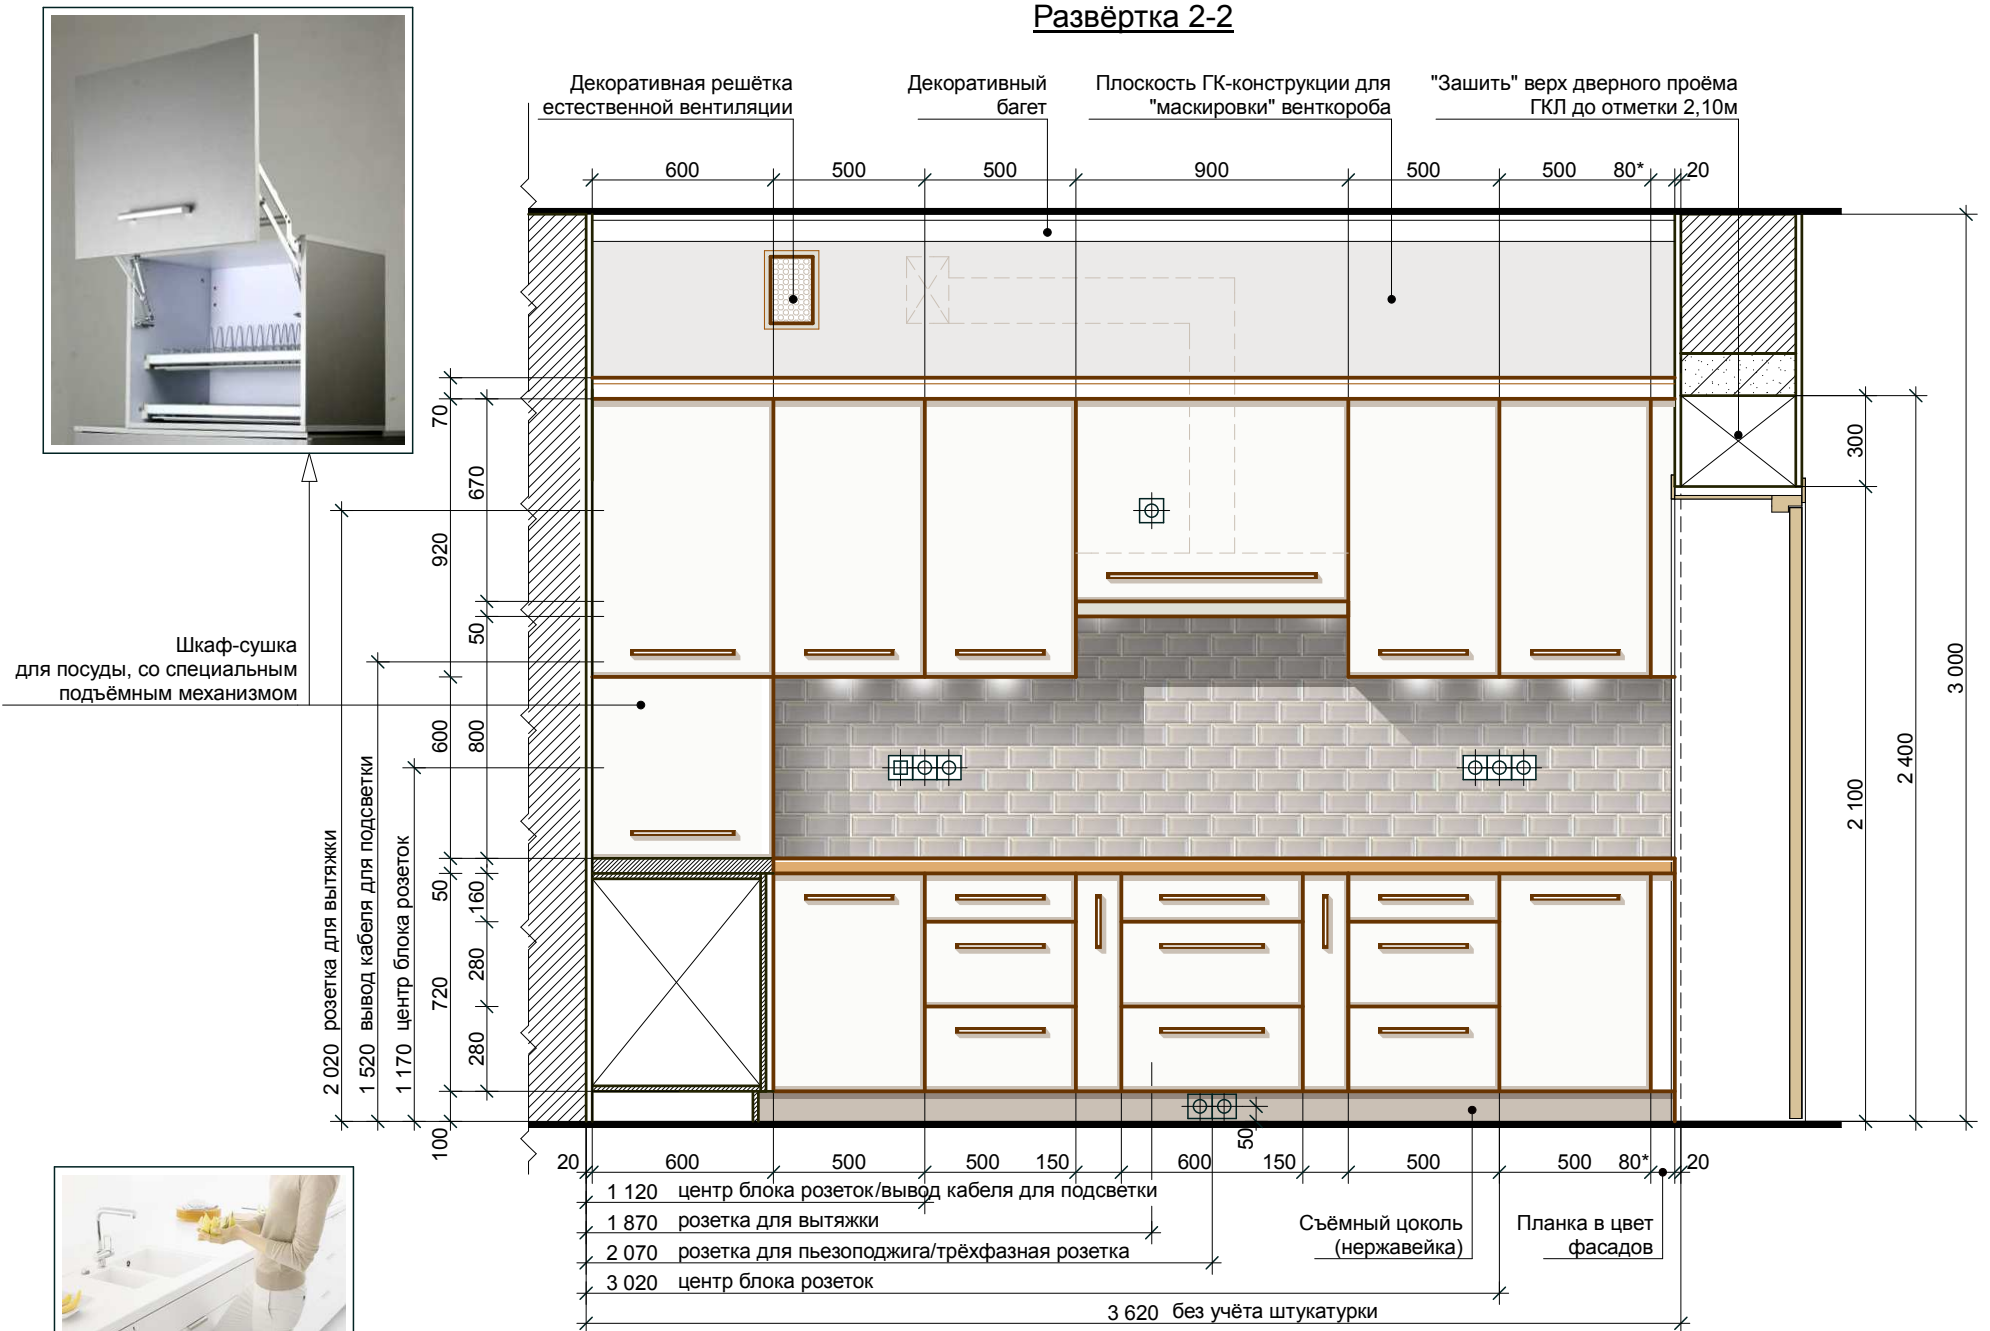 Развёртка 2-2
Декоративная решётка
естественной вентиляции
Декоративный
багет
Плоскость ГК-конструкции для
"маскировки" венткороба
"Зашить" верх дверного проёма
ГКЛ до отметки 2,10м
600
500
500
900
500
500
80*
20
70
670
920
50
600
800
50
160
280
720
280
100
Шкаф-сушка
для посуды, со специальным
подъёмным механизмом
2 020 розетка для вытяжки
1 520 вывод кабеля для подсветки
1 170 центр блока розеток
300
2 100
2 400
3 000
50
20
600
500
500
150
600
150
500
500
80*
20
1 120 центр блока розеток/вывод кабеля для подсветки
1 870 розетка для вытяжки
2 070 розетка для пьезоподжига/трёхфазная розетка
3 020 центр блока розеток
3 620 без учёта штукатурки
Съёмный цоколь
(нержавейка)
Планка в цвет
фасадов